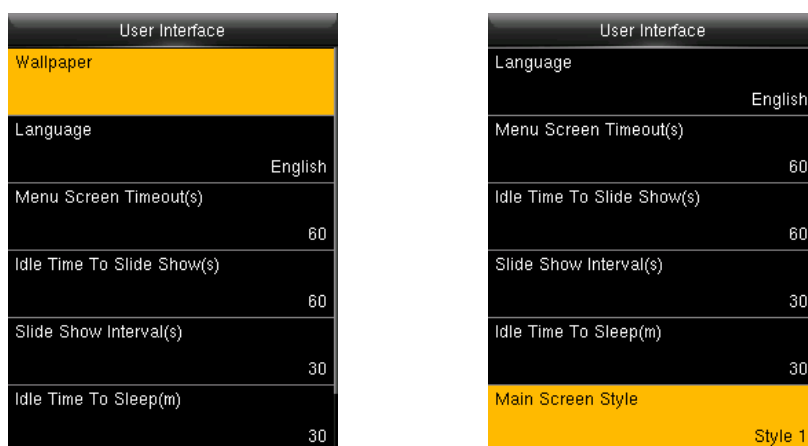 User Interface
Wallpaper
Language
English
Menu Screen Timeout(s)
60
Idle Time To Slide Show(s)
60
Slide Show Interval(s)
30
Idle Time To Sleep(m)
30
User Interface
Language
English
Menu Screen Timeout(s)
60
Idle Time To Slide Show(s)
60
Slide Show Interval(s)
30
Idle Time To Sleep(m)
30
Main Screen Style
Style 1